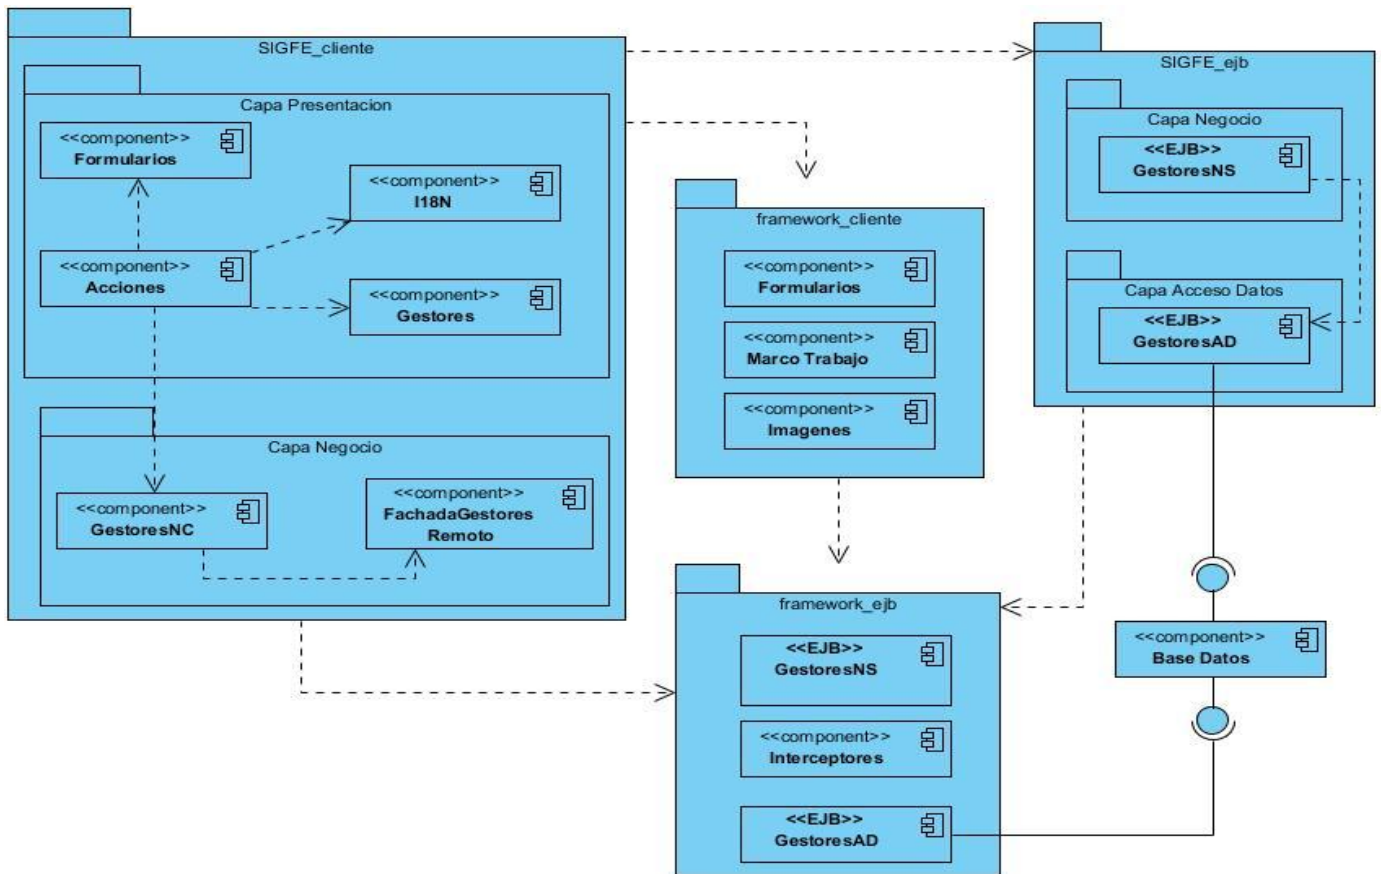 SIGFE_cliente
Capa Presentacion
<<component>>
Formularios
<<component>>
I18N
<<component>>
Acciones
<<component>>
Gestores
Capa Negocio
<<component>>
GestoresNC
<<component>>
FachadaGestores
Remoto
framework_cliente
<<component>>
Formularios
<<component>>
Marco Trabajo
<<component>>
Imagenes
SIGFE_ejb
Capa Negocio
<<EJB>>
GestoresNS
Capa Acceso Datos
<<EJB>>
GestoresAD
framework_ejb
<<EJB>>
GestoresNS
<<component>>
Interceptores
<<EJB>>
GestoresAD
<<component>>
Base Datos